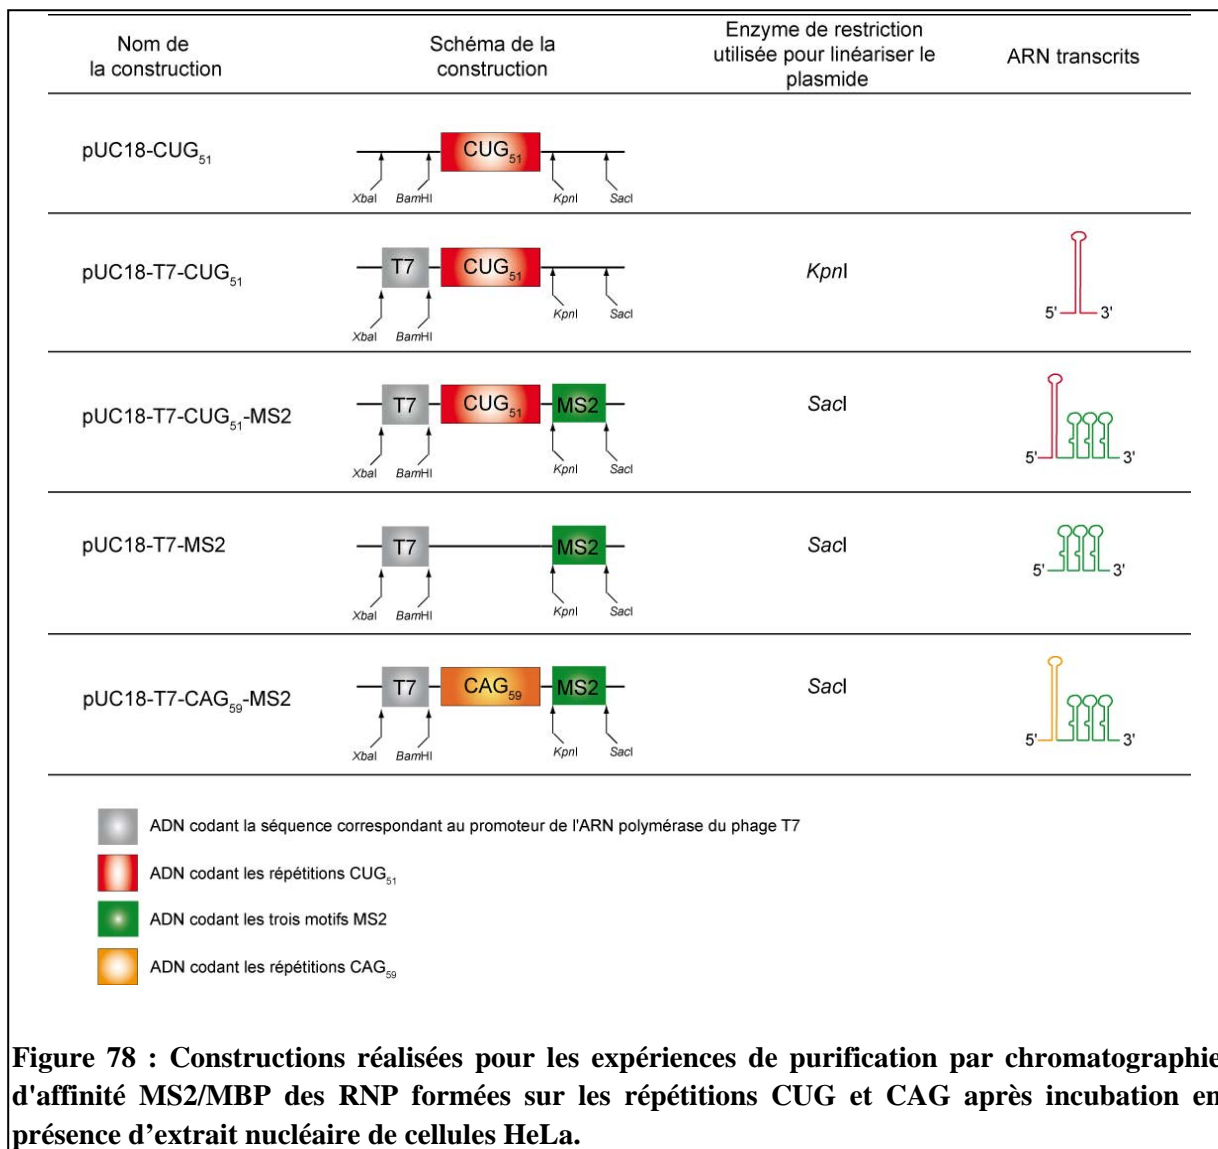 Nom de
la construction
Schéma de la
construction
Enzyme de restriction
utilisée pour linéariser le
plasmide
ARN transcrits
pUC18-CUG51
CUG51
XbaI BamHI KpnI SacI
pUC18-T7-CUG51
T7 CUG51
XbaI BamHI KpnI SacI
KpnI
5' 3'
pUC18-T7-CUG51-MS2
T7 CUG51 MS2
XbaI BamHI KpnI SacI
SacI
5' 3'
pUC18-T7-MS2
T7 MS2
XbaI BamHI KpnI SacI
SacI
5' 3'
pUC18-T7-CAG59-MS2
T7 CAG59 MS2
XbaI BamHI KpnI SacI
SacI
5' 3'
ADN codant la séquence correspondant au promoteur de l'ARN polymérase du phage T7
ADN codant les répétitions CUG51
ADN codant les trois motifs MS2
ADN codant les répétitions CAG59
Figure 78 : Constructions réalisées pour les expériences de purification par chromatographie
d'affinité MS2/MBP des RNP formées sur les répétitions CUG et CAG après incubation en
présence d’extrait nucléaire de cellules HeLa.